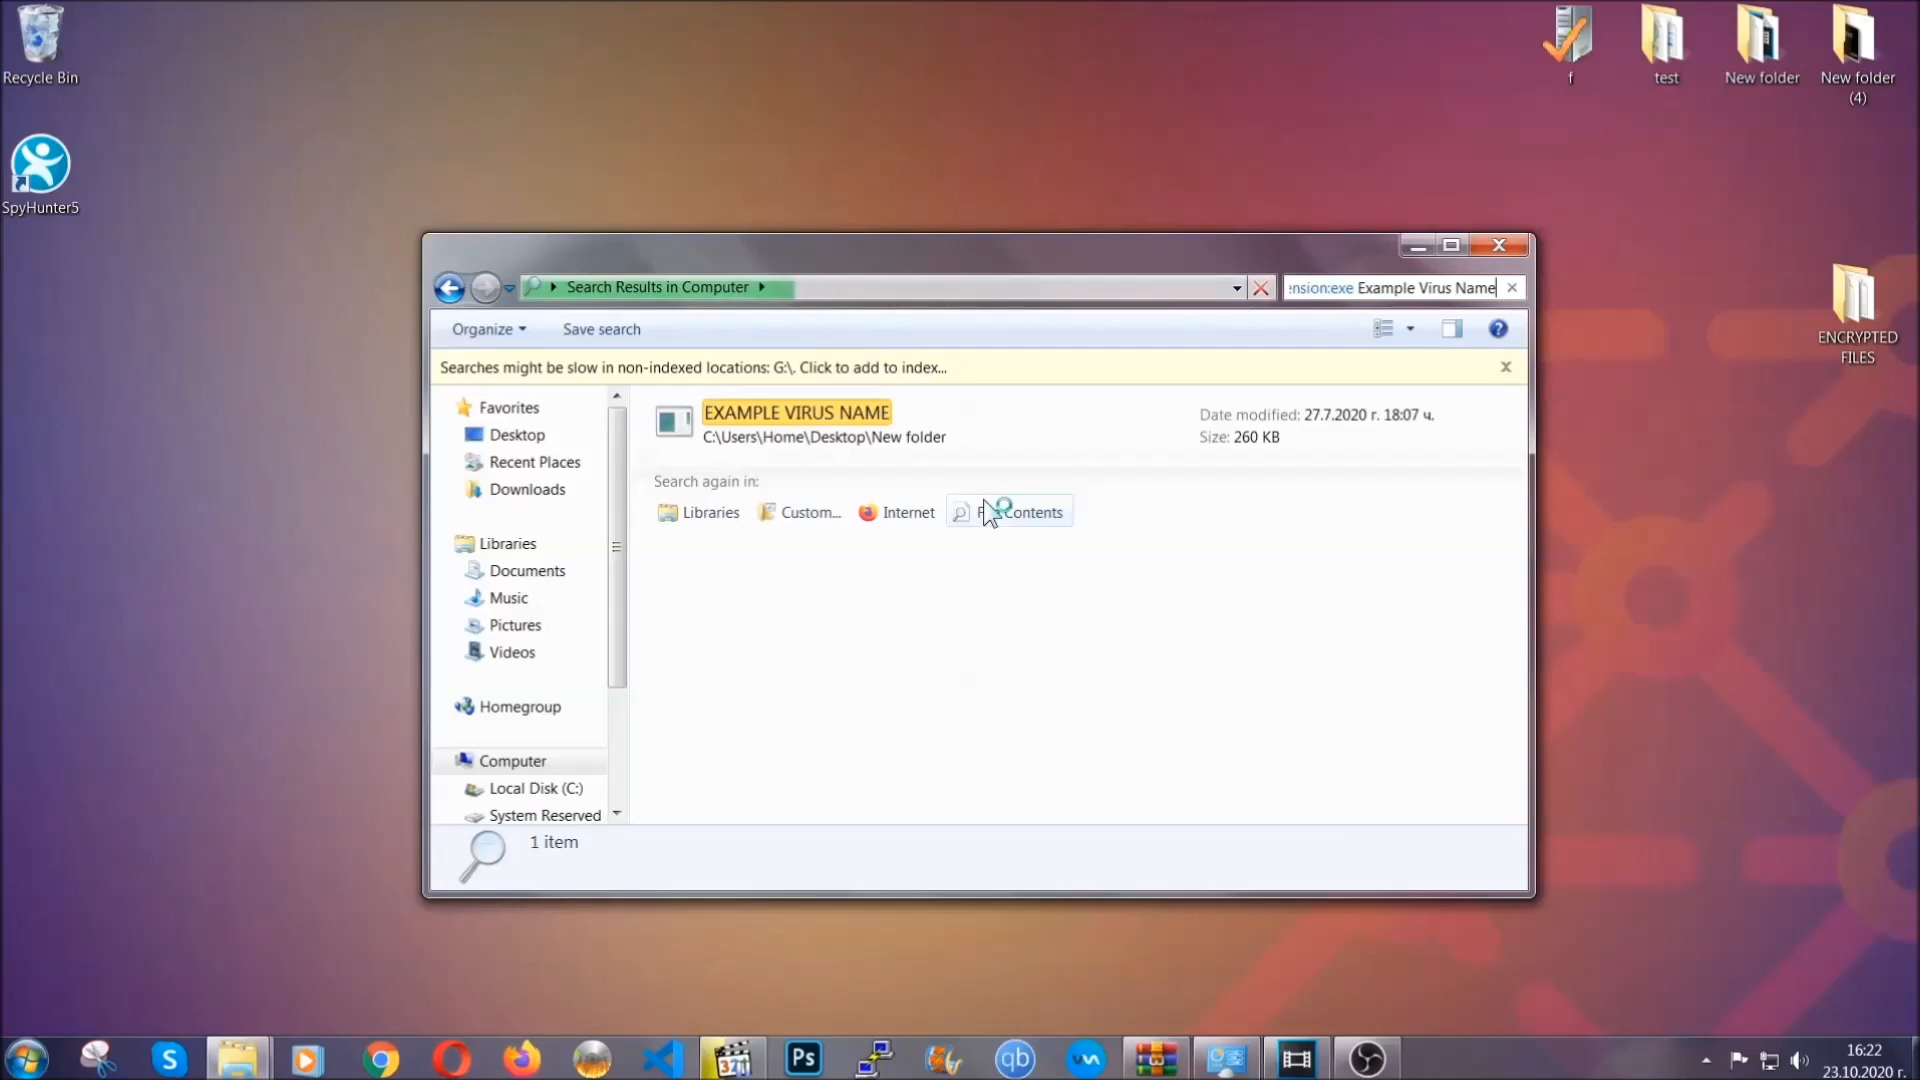 Recycle Bin
SpyHunter5
f
test
New folder
New folder
(4)
ENCRYPTED
FILES
Search Results in Computer
ension:exe Example Virus Name
Organize
Save search
Searches might be slow in non-indexed locations: G:\. Click to add to index...
Favorites
Desktop
Recent Places
Downloads
Libraries
Documents
Music
Pictures
Videos
Homegroup
Computer
Local Disk (C:)
System Reserved
EXAMPLE VIRUS NAME
C:\Users\Home\Desktop\New folder
Date modified: 27.7.2020 г. 18:07 ч.
Size: 260 KB
Search again in:
Libraries
Custom...
Internet
Contents
1 item
S
321
Ps
qb
16:22
23.10.2020 г.